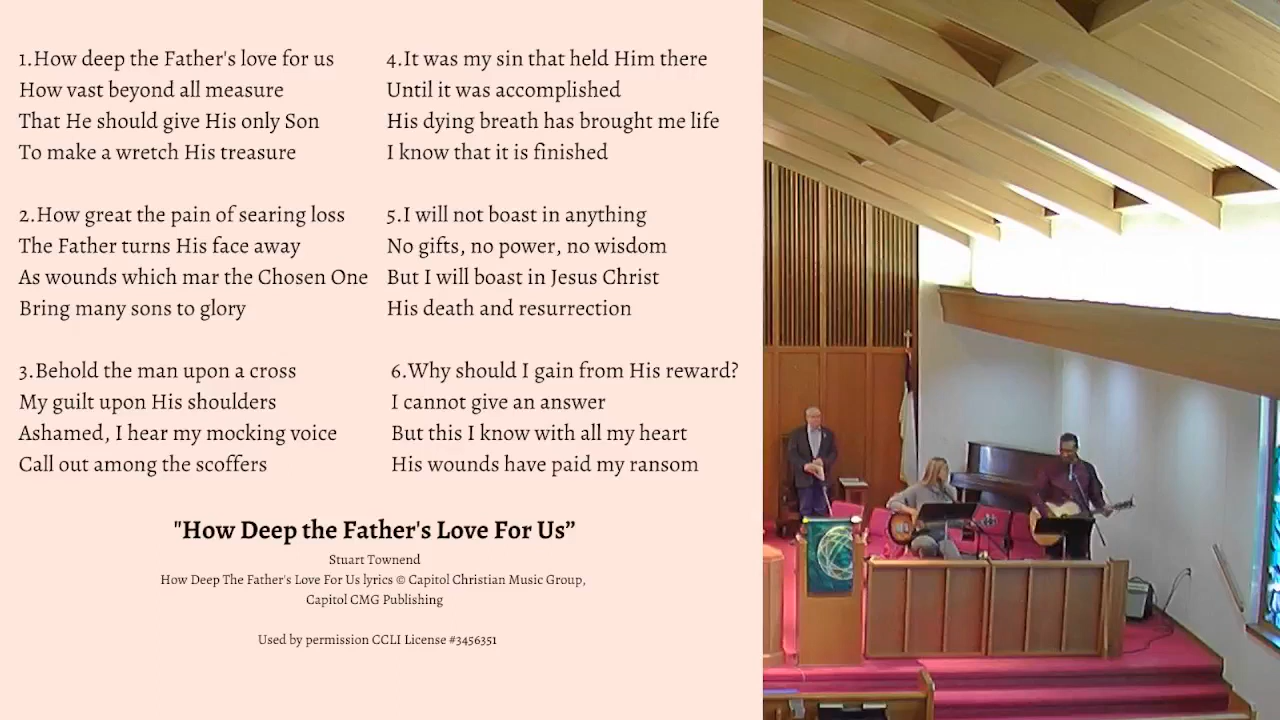 1.How deep the Father's love for us
How vast beyond all measure
That He should give His only Son
To make a wretch His treasure
2.How great the pain of searing loss
The Father turns His face away
As wounds which mar the Chosen One
Bring many sons to glory
3.Behold the man upon a cross
My guilt upon His shoulders
Ashamed, I hear my mocking voice
Call out among the scoffers
4.It was my sin that held Him there
Until it was accomplished
His dying breath has brought me life
I know that it is finished
5.I will not boast in anything
No gifts, no power, no wisdom
But I will boast in Jesus Christ
His death and resurrection
6.Why should I gain from His reward?
I cannot give an answer
But this I know with all my heart
His wounds have paid my ransom
"How Deep the Father's Love For Us”
Stuart Townend
How Deep The Father's Love For Us lyrics © Capitol Christian Music Group,
Capitol CMG Publishing
Used by permission CCLI License #3456351